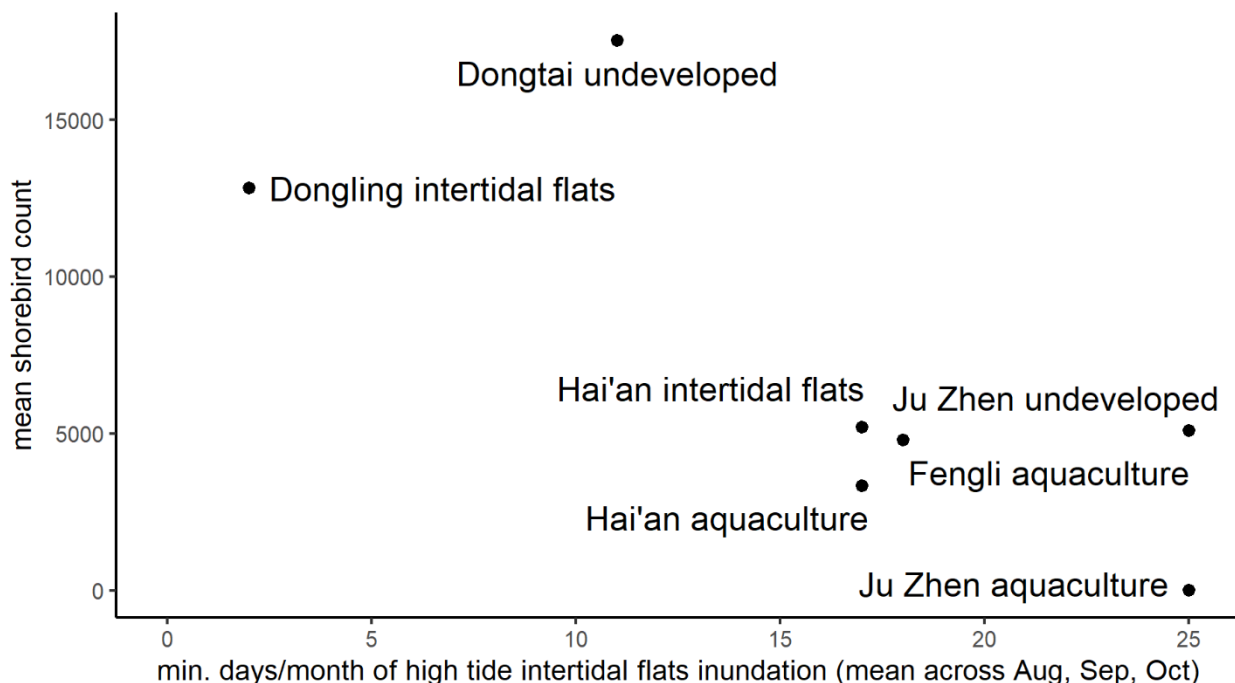 Dongtai undeveloped
15000
Dongling intertidal flats
10000
mean shorebird count
Hai'an intertidal flats
Ju Zhen undeveloped
5000
Fengli aquaculture
Hai'an aquaculture
Ju Zhen aquaculture
0
0 5 10 15 20 25
min. days/month of high tide intertidal flats inundation (mean across Aug, Sep, Oct)